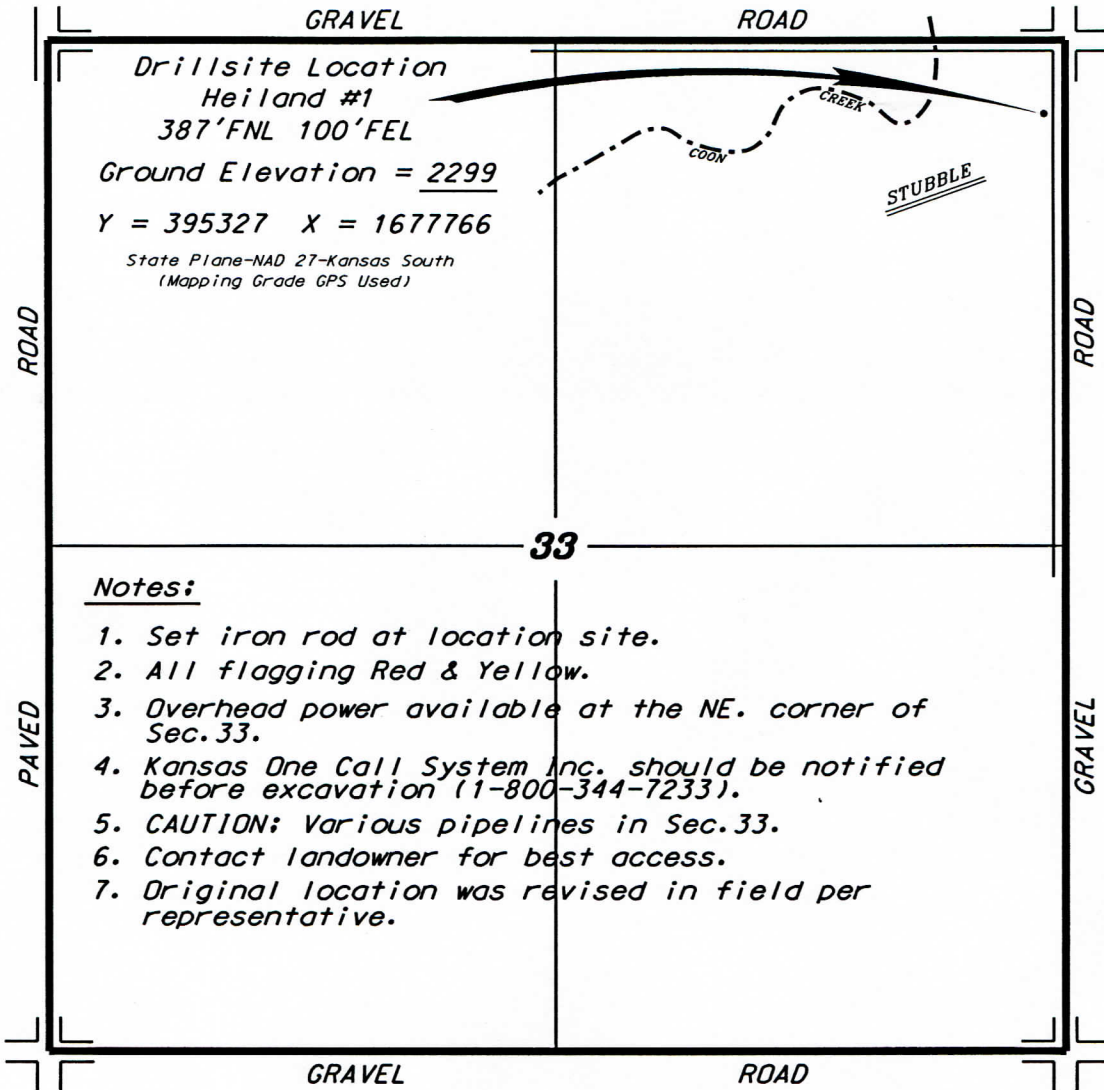 GRAVEL ROAD
Drillsite Location
Heiland #1
387'FNL 100'FEL
Ground Elevation = 2299
Y = 395327 X = 1677766
State Plane-NAD 27-Kansas South
(Mapping Grade GPS Used)
CREEK
COON
STUBBLE
ROAD
ROAD
33
Notes:
1. Set iron rod at location site.
2. All flagging Red & Yellow.
3. Overhead power available at the NE. corner of
Sec.33.
4. Kansas One Call System Inc. should be notified
before excavation (1-800-344-7233).
5. CAUTION: Various pipelines in Sec.33.
6. Contact landowner for best access.
7. Original location was revised in field per
representative.
PAVED
GRAVEL
GRAVEL ROAD